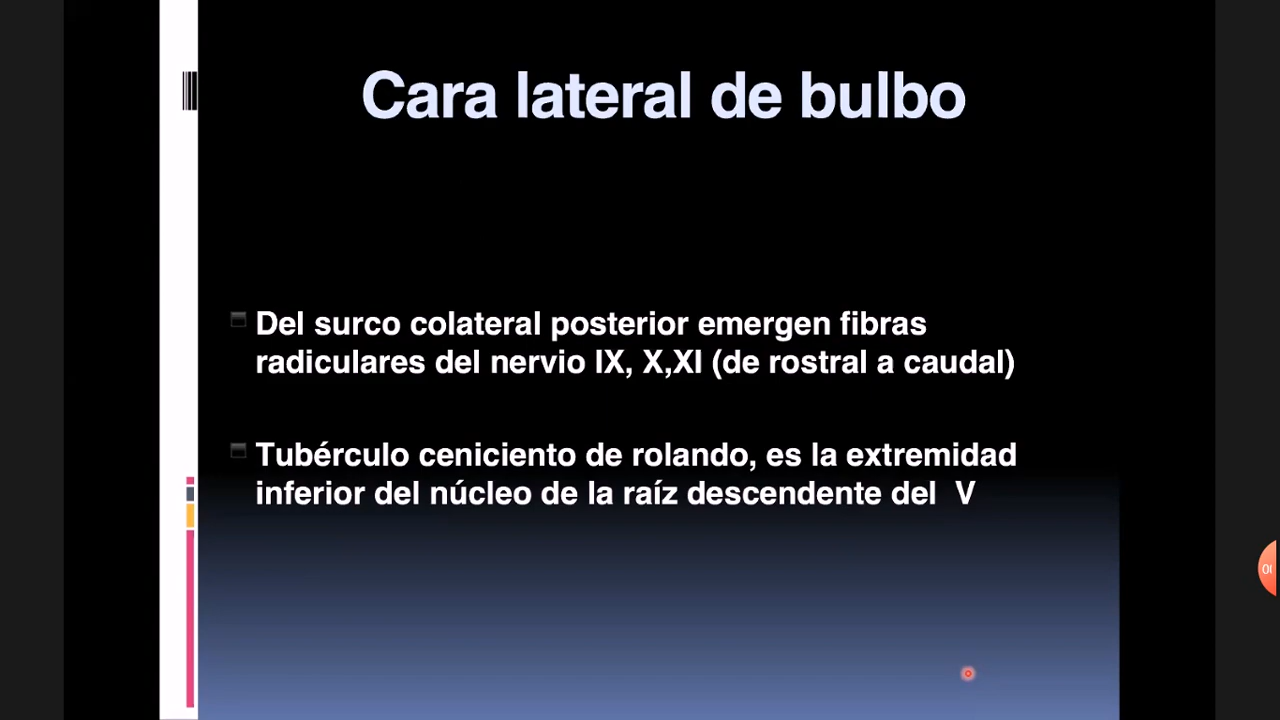 Cara lateral de bulbo
Del surco colateral posterior emergen fibras
radiculares del nervio IX, X,XI (de rostral a caudal)
Tubérculo ceniciento de rolando, es la extremidad
inferior del núcleo de la raíz descendente del V